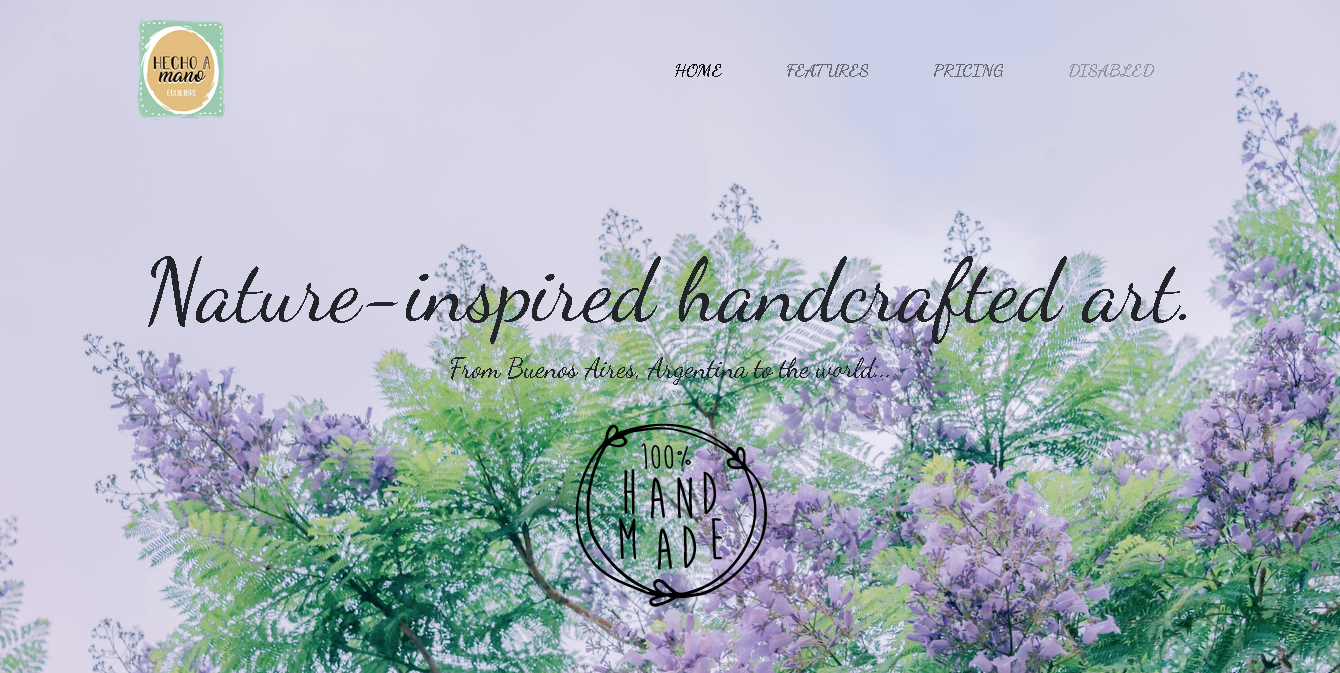 HECHO A
mano
EQUILIBRE
HOME FEATURES PRICING DISABLED
Nature-inspired handcrafted art.
From Buenos Aires, Argentina to the world...
100%
HAND
MADE